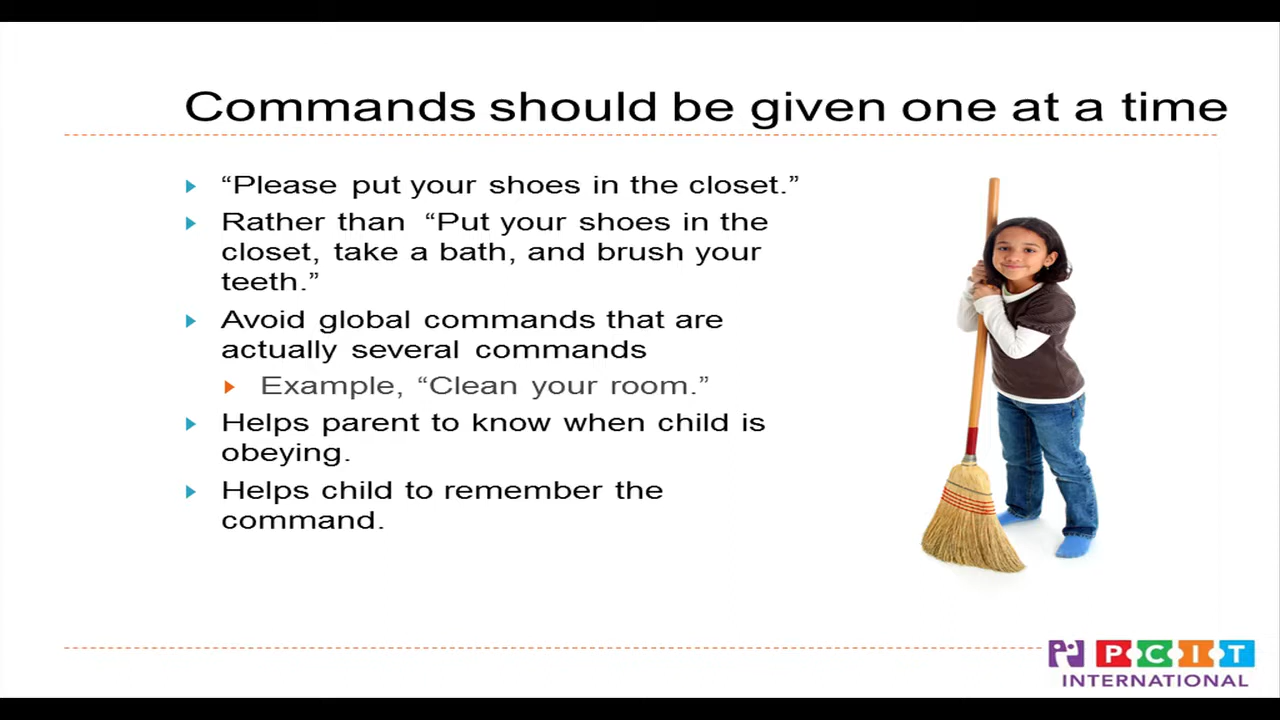 Commands should be given one at a time
“Please put your shoes in the closet.”
Rather than “Put your shoes in the
closet, take a bath, and brush your
teeth.”
Avoid global commands that are
actually several commands
Example, “Clean your room.”
Helps parent to know when child is
obeying.
Helps child to remember the
command.
PCIT
INTERNATIONAL